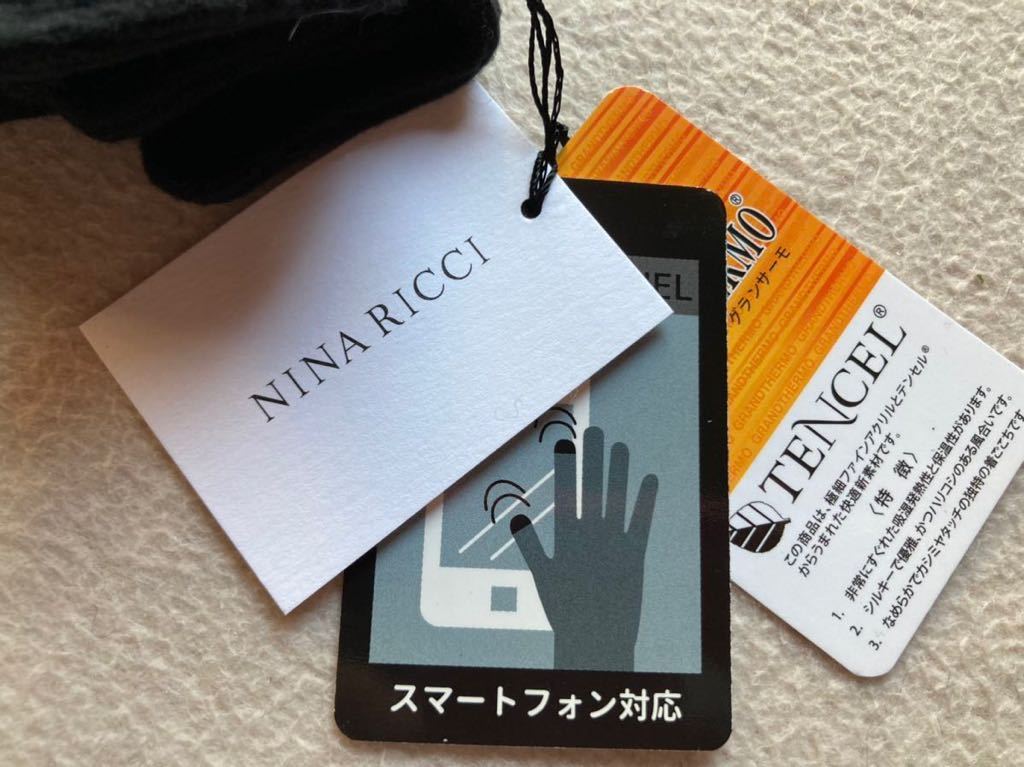 NINA RICCI
スマートフォン対応
グランサーモ
GRANDTHERMO
TENCEL®
この商品は、極細ファインアクリルとテンセル®
からうまれた快適新素材です。
〈特 徴〉
1. 非常にすぐれた吸湿発熱性と保温性があります。
2. シルキーで優雅、かつハリコシのある風合いです。
3. なめらかでカシミヤタッチの独特の着ごこちです